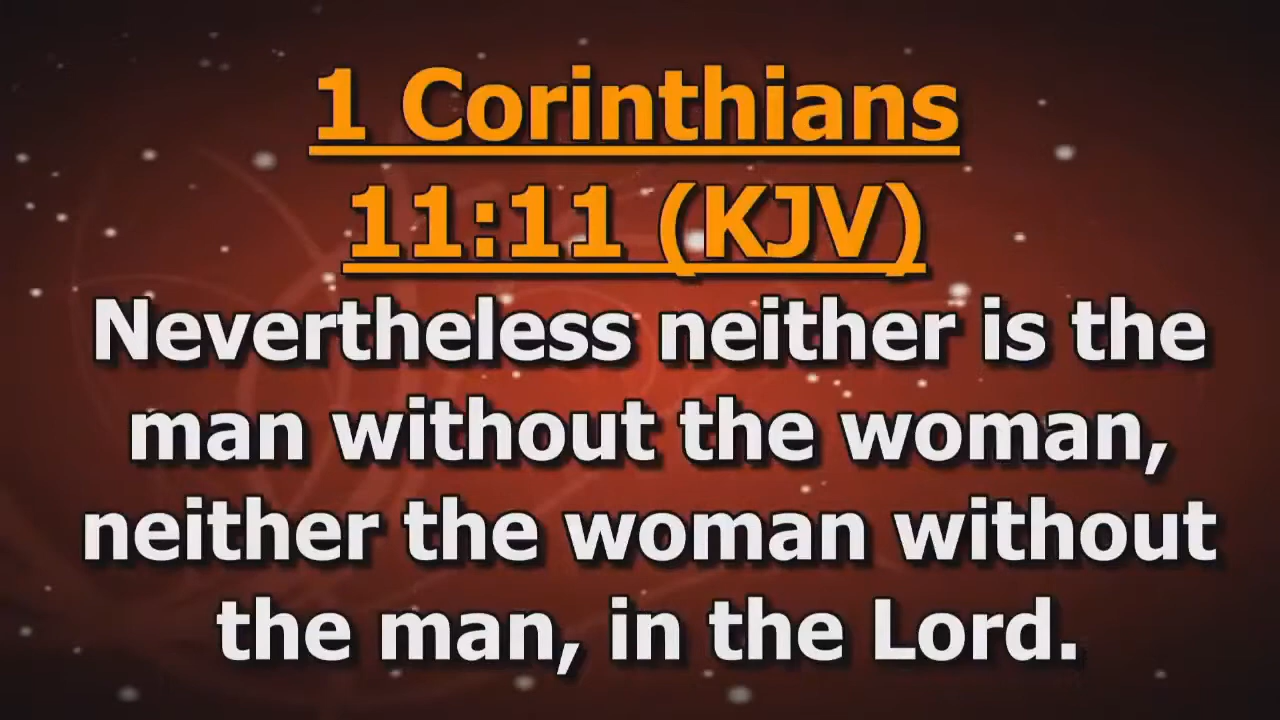 1 Corinthians
11:11 (KJV)
Nevertheless neither is the
man without the woman,
neither the woman without
the man, in the Lord.